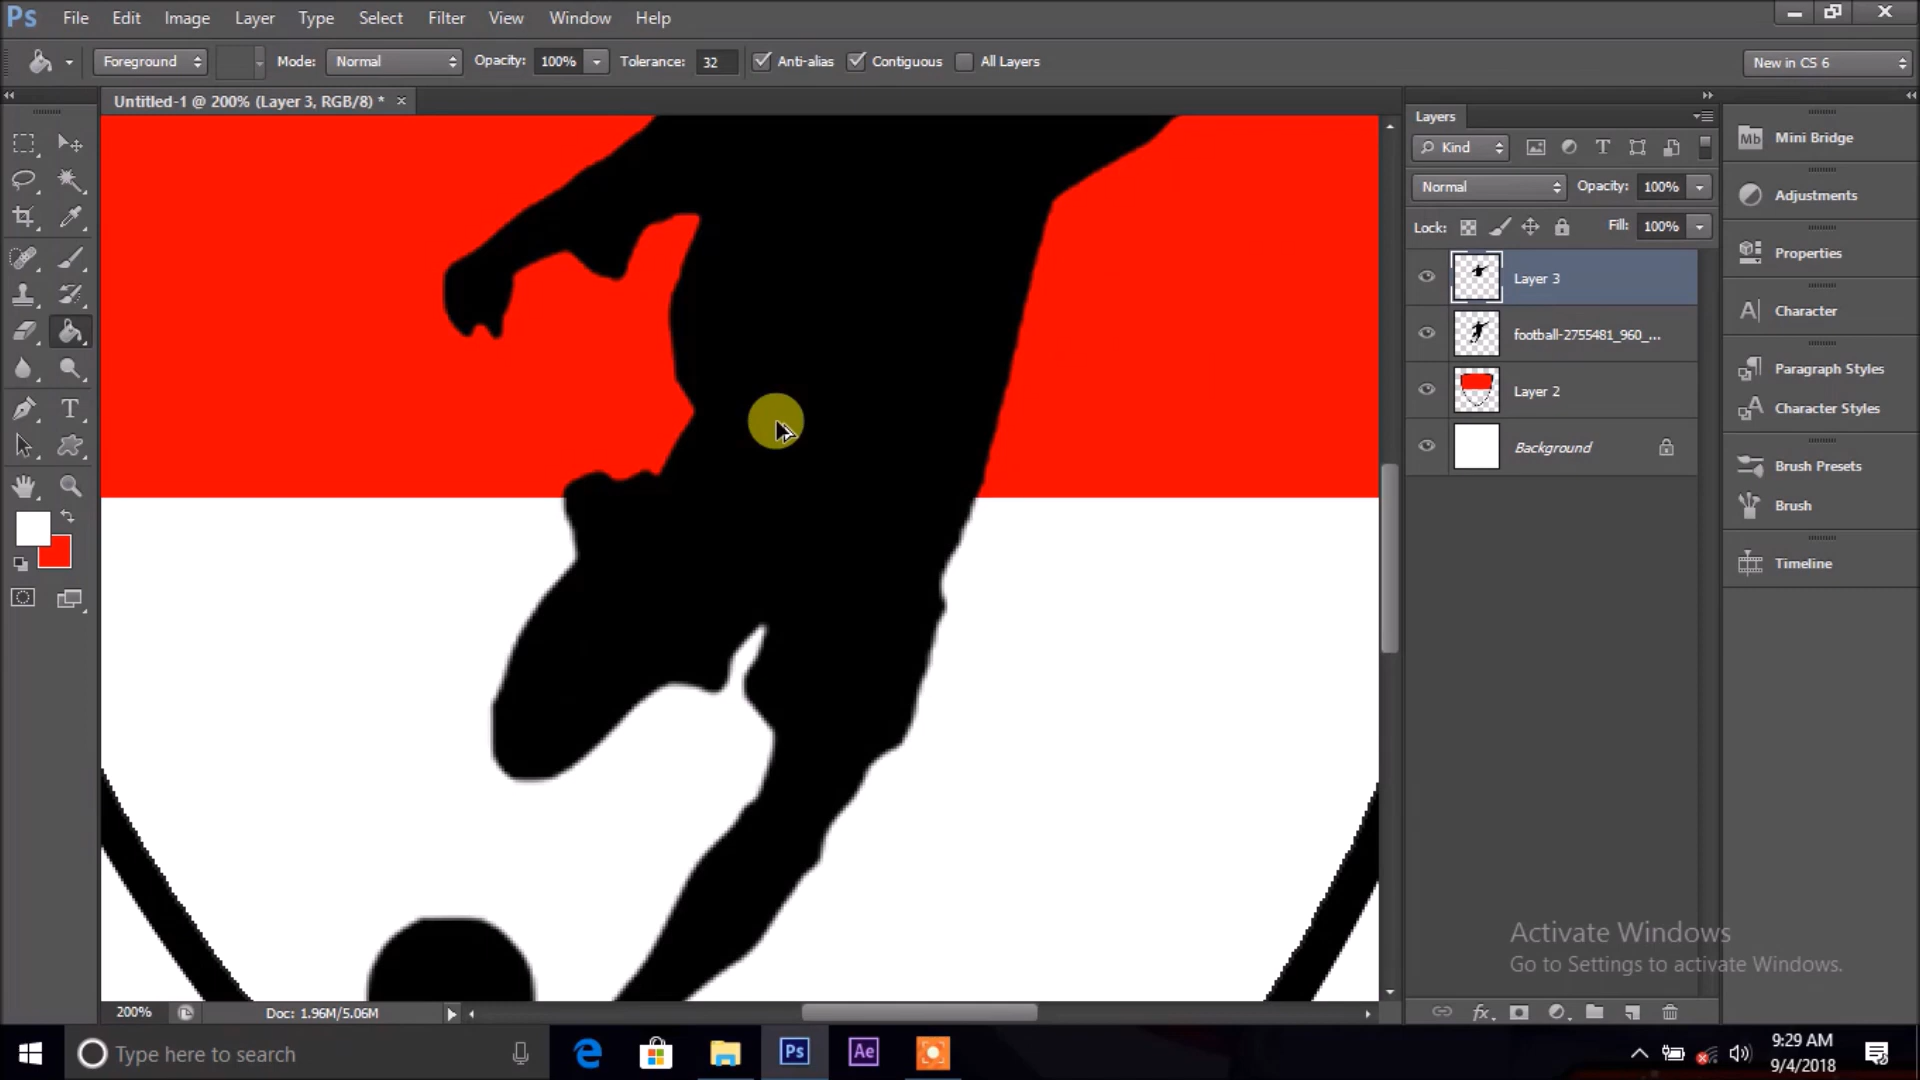 Ps File Edit Image Layer Type Select Filter View Window Help
Foreground Mode: Normal Opacity: 100% Tolerance: 32 Anti-alias Contiguous All Layers New in CS 6
Untitled-1 @ 200% (Layer 3, RGB/8) * ×
Layers
Mb Mini Bridge
Kind
Adjustments
Normal Opacity: 100%
Lock: Fill: 100%
Properties
Layer 3
Character
football-2755481_960_...
Paragraph Styles
Layer 2
Character Styles
Background
Brush Presets
Brush
Timeline
Activate Windows
Go to Settings to activate Windows.
200% Doc: 1.96M/5.06M
fx
Type here to search
Ps
Ae
9:29 AM
9/4/2018